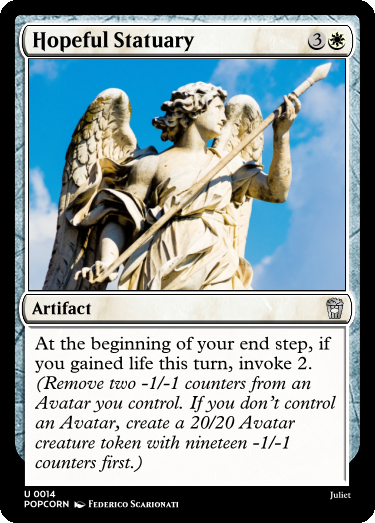 Hopeful Statuary 3
Artifact
At the beginning of your end step, if
you gained life this turn, invoke 2.
(Remove two -1/-1 counters from an
Avatar you control. If you don't control
an Avatar, create a 20/20 Avatar
creature token with nineteen -1/-1
counters first.)
U 0014
POPCORN Federico Scarionati
Juliet